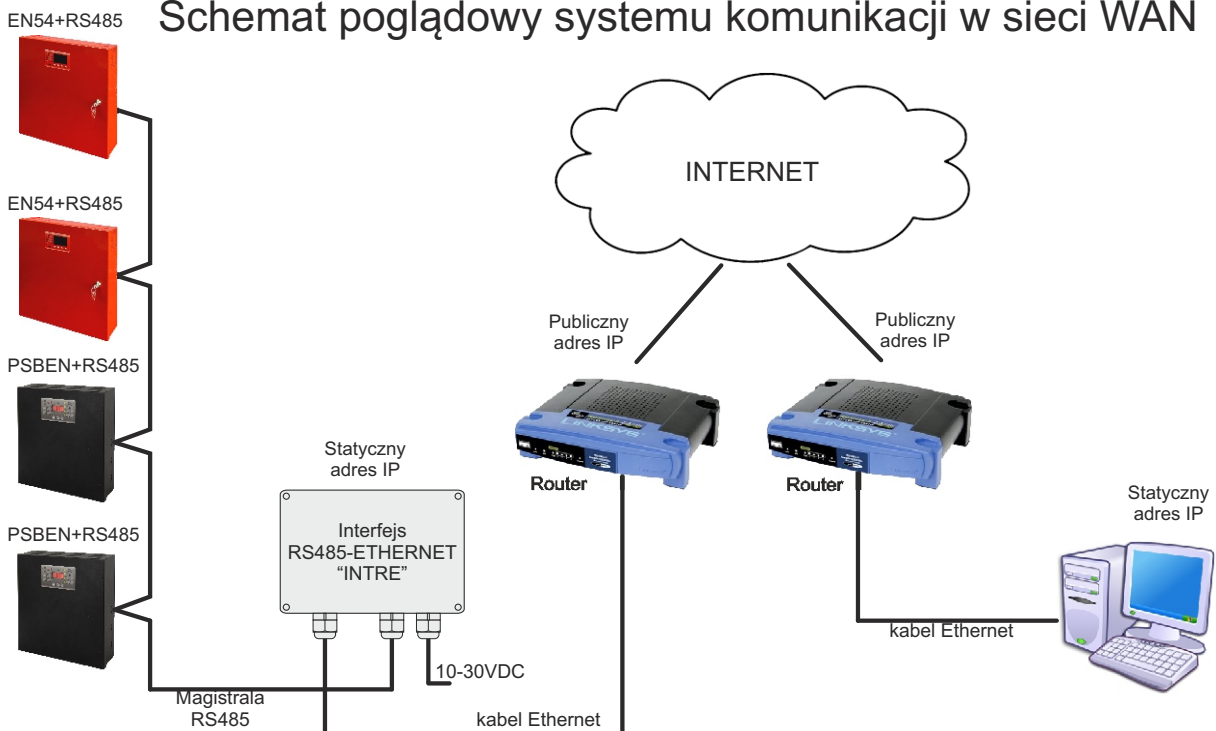 Schemat poglądowy systemu komunikacji w sieci WAN
EN54+RS485
EN54+RS485
PSBEN+RS485
PSBEN+RS485
INTERNET
Publiczny
adres IP
Publiczny
adres IP
LINKSYS
Router
LINKSYS
Router
Statyczny
adres IP
Interfejs
RS485-ETHERNET
“INTRE”
Statyczny
adres IP
10-30VDC
kabel Ethernet
Magistrala
RS485
kabel Ethernet